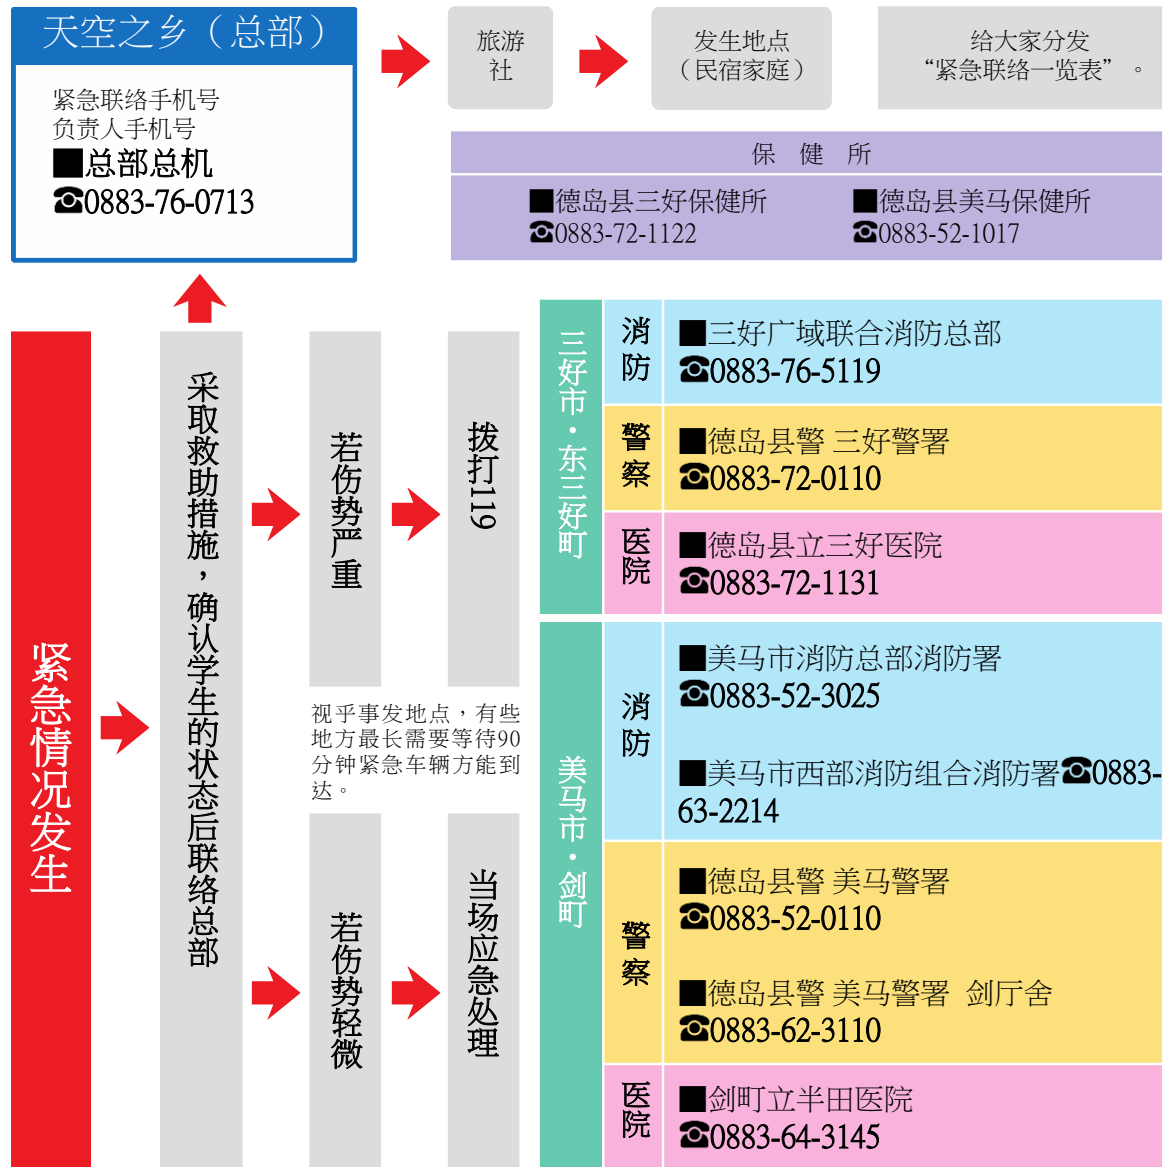 天空之乡（总部）
紧急联络手机号
负责人手机号
■总部总机
☎0883-76-0713
旅游
社
发生地点
（民宿家庭）
给大家分发
“紧急联络一览表”。
保 健 所
■德岛县三好保健所
☎0883-72-1122
■德岛县美马保健所
☎0883-52-1017
紧急情况发生
采取救助措施，确认学生的状态后联络总部
若伤势严重
拨打119
视乎事发地点，有些
地方最长需要等待90
分钟紧急车辆方能到
达。
若伤势轻微
当场应急处理
三好市·东三好町
消防
■三好广域联合消防总部
☎0883-76-5119
警察
■德岛县警 三好警署
☎0883-72-0110
医院
■德岛县立三好医院
☎0883-72-1131
美马市·剑町
消防
■美马市消防总部消防署
☎0883-52-3025
■美马市西部消防组合消防署☎0883-
63-2214
警察
■德岛县警 美马警署
☎0883-52-0110
■德岛县警 美马警署 剑厅舍
☎0883-62-3110
医院
■剑町立半田医院
☎0883-64-3145